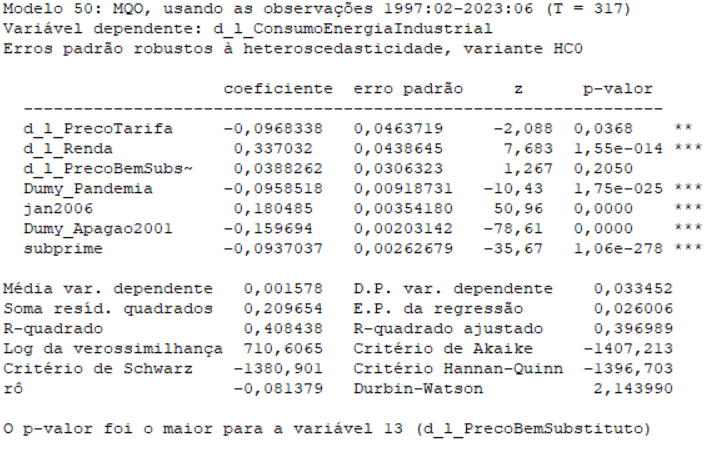 Modelo 50: MQO, usando as observações 1997:02-2023:06 (T = 317)
Variável dependente: d_l_ConsumoEnergiaIndustrial
Erros padrão robustos à heteroscedasticidade, variante HC0
coeficiente erro padrão z p-valor
-----------------------------------------------------------------
d_l_PrecoTarifa -0,0968338 0,0463719 -2,088 0,0368 **
d_l_Renda 0,337032 0,0438645 7,683 1,55e-014 ***
d_l_PrecoBemSubs~ 0,0388262 0,0306323 1,267 0,2050
Dumy_Pandemia -0,0958518 0,00918731 -10,43 1,75e-025 ***
jan2006 0,180485 0,00354180 50,96 0,0000 ***
Dumy_Apagao2001 -0,159694 0,00203142 -78,61 0,0000 ***
subprime -0,0937037 0,00262679 -35,67 1,06e-278 ***
Média var. dependente 0,001578 D.P. var. dependente 0,033452
Soma resíd. quadrados 0,209654 E.P. da regressão 0,026006
R-quadrado 0,408438 R-quadrado ajustado 0,396989
Log da verossimilhança 710,6065 Critério de Akaike -1407,213
Critério de Schwarz -1380,901 Critério Hannan-Quinn -1396,703
rô -0,081379 Durbin-Watson 2,143990
O p-valor foi o maior para a variável 13 (d_l_PrecoBemSubstituto)